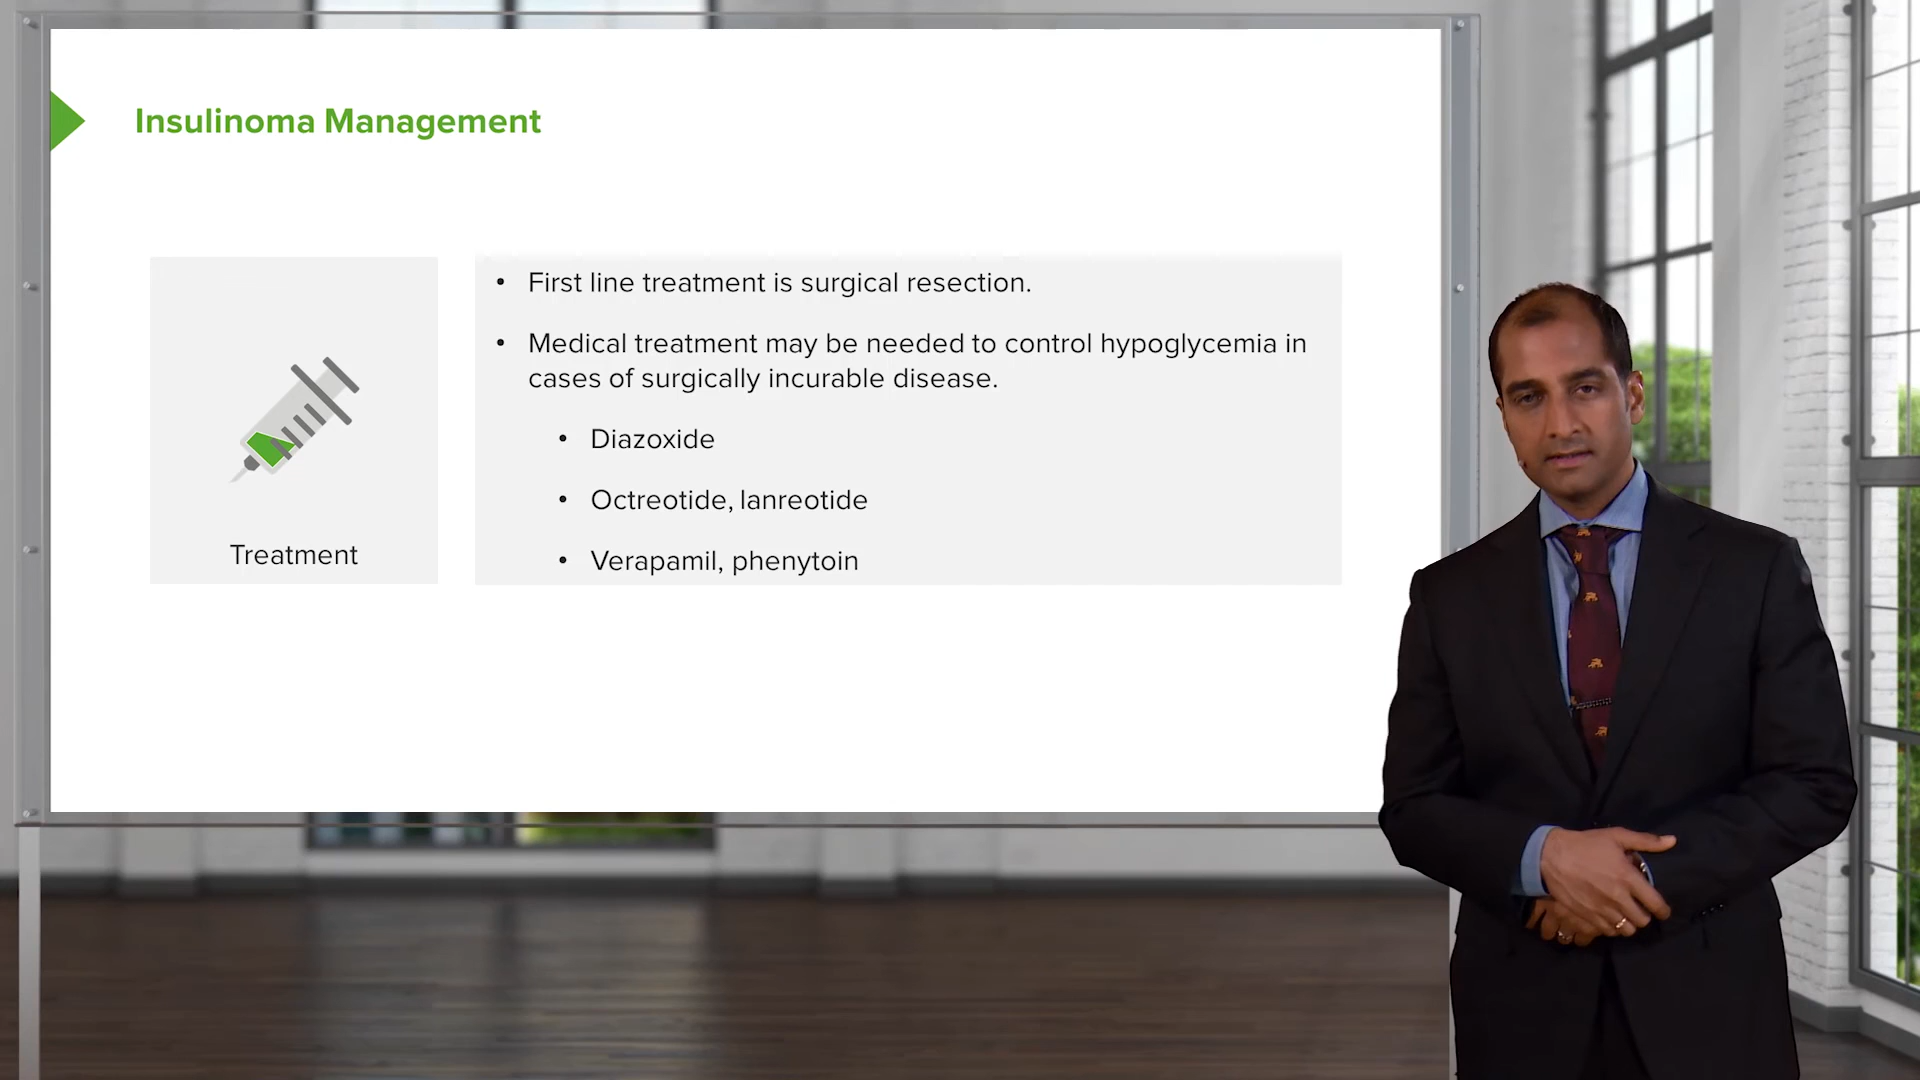 Insulinoma Management
• First line treatment is surgical resection.
• Medical treatment may be needed to control hypoglycemia in
cases of surgically incurable disease.
• Diazoxide
• Octreotide, lanreotide
• Verapamil, phenytoin
Treatment